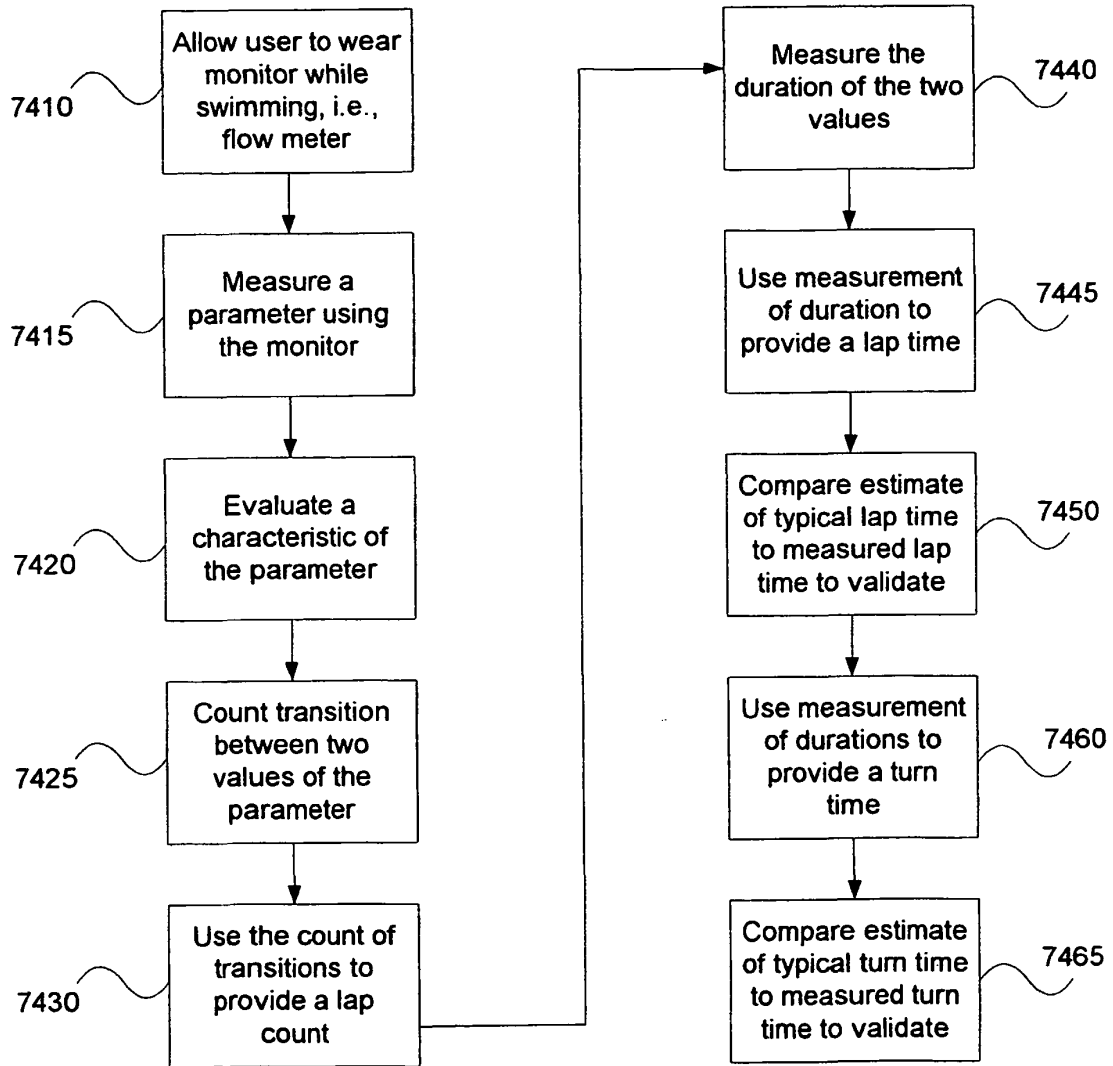 Allow user to wear
monitor while
swimming, i.e.,
flow meter
7410
Measure a
parameter using
the monitor
7415
Evaluate a
characteristic of
the parameter
7420
Count transition
between two
values of the
parameter
7425
Use the count of
transitions to
provide a lap
count
7430
Measure the
duration of the two
values
7440
Use measurement
of duration to
provide a lap time
7445
Compare estimate
of typical lap time
to measured lap
time to validate
7450
Use measurement
of durations to
provide a turn
time
7460
Compare estimate
of typical turn time
to measured turn
time to validate
7465